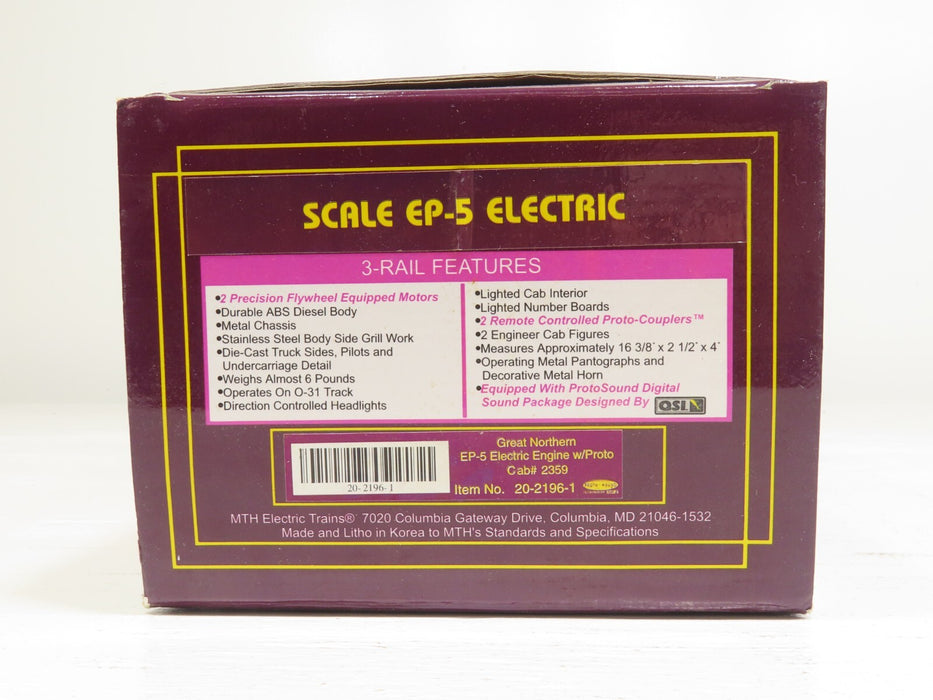 SCALE EP-5 ELECTRIC
3-RAIL FEATURES
•2 Precision Flywheel Equipped Motors
•Durable ABS Diesel Body
•Metal Chassis
•Stainless Steel Body Side Grill Work
•Die-Cast Truck Sides, Pilots and
Undercarriage Detail
•Weighs Almost 6 Pounds
•Operates On O-31 Track
•Direction Controlled Headlights
•Lighted Cab Interior
•Lighted Number Boards
•2 Remote Controlled Proto-Couplers™
•2 Engineer Cab Figures
•Measures Approximately 16 3/8" x 2 1/2" x 4"
•Operating Metal Pantographs and
Decorative Metal Horn
•Equipped With ProtoSound Digital
Sound Package Designed By QSI
20-2196-1
Great Northern
EP-5 Electric Engine w/Proto
Cab# 2359
Item No. 20-2196-1
MTH Electric Trains® 7020 Columbia Gateway Drive, Columbia, MD 21046-1532
Made and Litho in Korea to MTH's Standards and Specifications